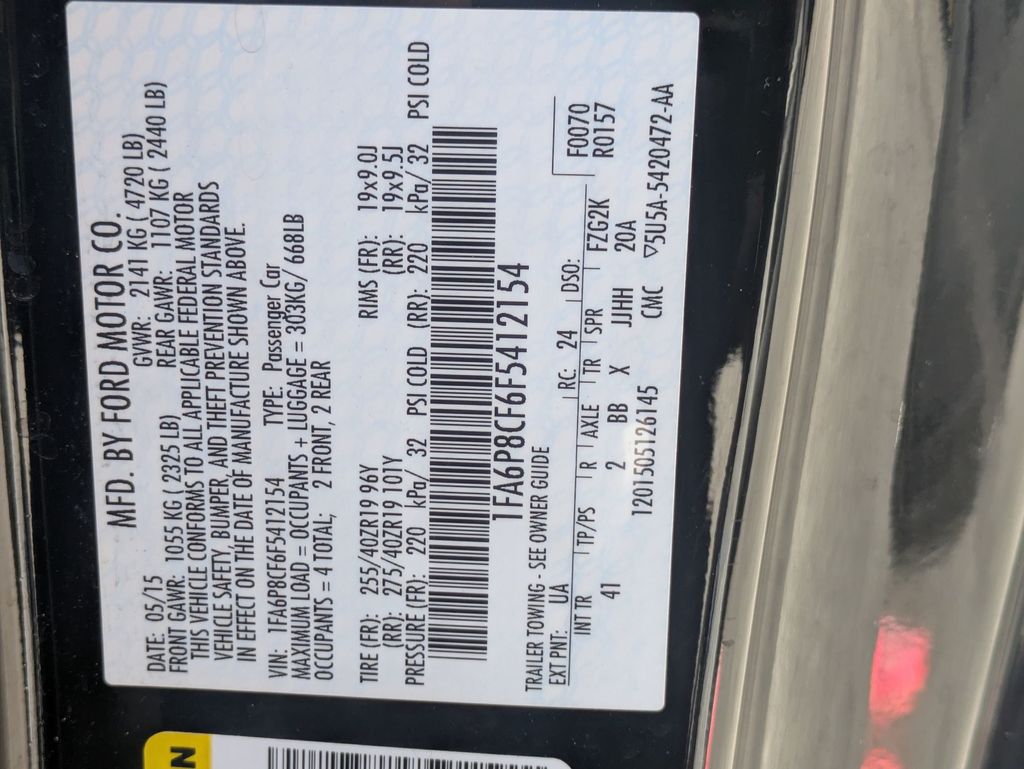 MFD. BY FORD MOTOR CO.
DATE: 05/15 GVWR: 2141 KG ( 4720 LB)
FRONT GAWR: 1055 KG ( 2325 LB) REAR GAWR: 1107 KG ( 2440 LB)
THIS VEHICLE CONFORMS TO ALL APPLICABLE FEDERAL MOTOR
VEHICLE SAFETY, BUMPER, AND THEFT PREVENTION STANDARDS
IN EFFECT ON THE DATE OF MANUFACTURE SHOWN ABOVE.
VIN: 1FA6P8CF6F5412154 TYPE: Passenger Car
MAXIMUM LOAD = OCCUPANTS + LUGGAGE = 303KG/ 668LB
OCCUPANTS = 4 TOTAL, 2 FRONT, 2 REAR
TIRE (FR): 255/40ZR19 96Y RIMS (FR): 19x9.0J
(RR): 275/40ZR19 101Y (RR): 19x9.5J
PRESSURE (FR): 220 kPa/ 32 PSI COLD (RR): 220 kPa/ 32 PSI COLD
1FA6P8CF6F5412154
TRAILER TOWING - SEE OWNER GUIDE F0070
EXT PNT: UA RC: 24 DSO: R0157
INT TR TP/PS R AXLE TR SPR FZG2K
41 2 BB X JJHH 20A
1201505126145 CMC ▽5U5A-5420472-AA
N